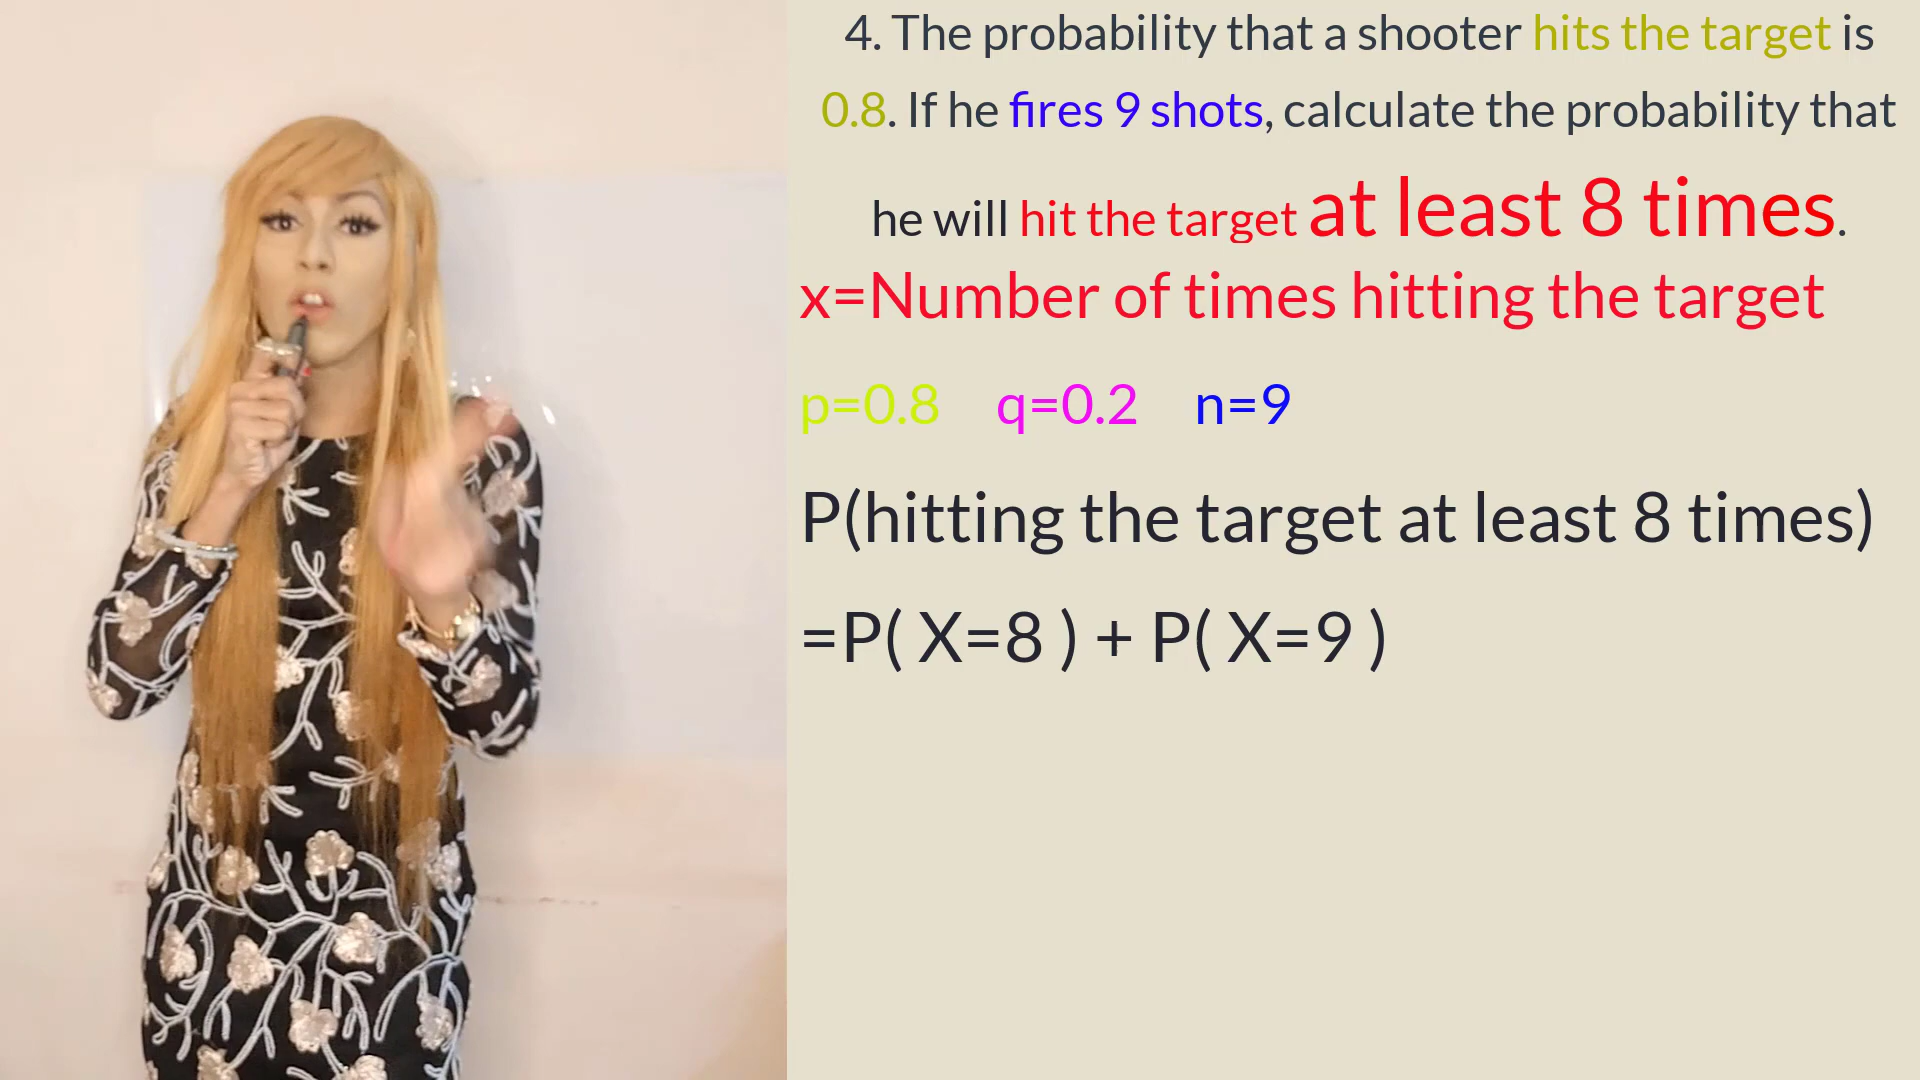 4. The probability that a shooter hits the target is
0.8. If he fires 9 shots, calculate the probability that
he will hit the target at least 8 times.
x=Number of times hitting the target
p=0.8 q=0.2 n=9
P(hitting the target at least 8 times)
=P( X=8 ) + P( X=9 )